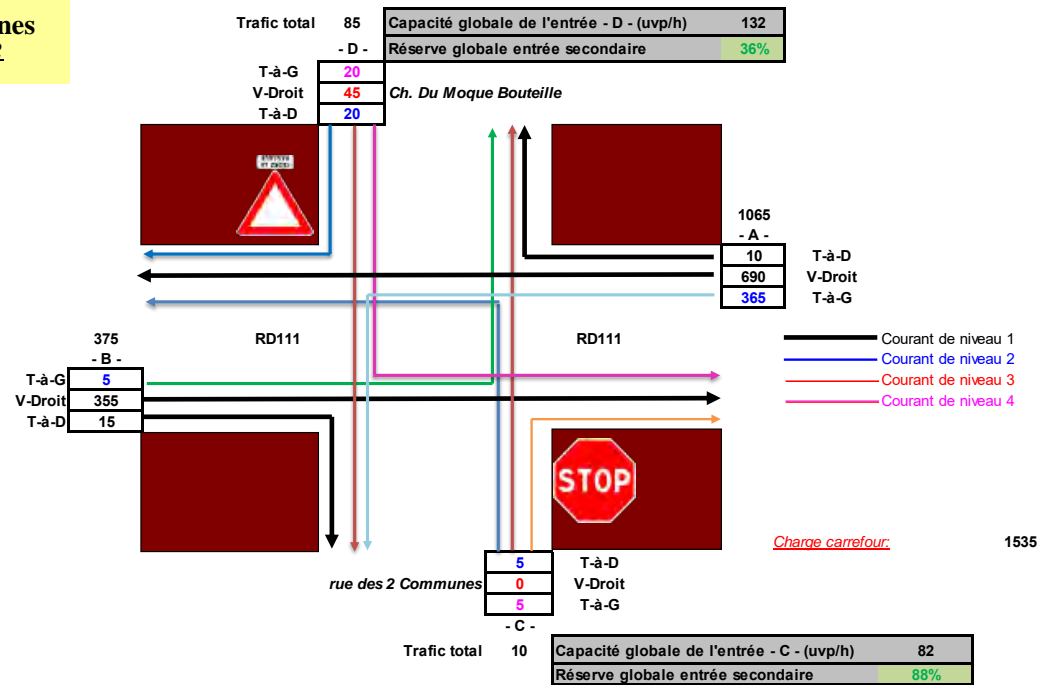 nes
Trafic total 85 Capacité globale de l'entrée - D - (uvp/h) 132
- D - Réserve globale entrée secondaire 36%
T-à-G 20
V-Droit 45 Ch. Du Moque Bouteille
T-à-D 20
1065
- A -
10 T-à-D
690 V-Droit
365 T-à-G
375 RD111 RD111
- B -
T-à-G 5
V-Droit 355
T-à-D 15
Courant de niveau 1
Courant de niveau 2
Courant de niveau 3
Courant de niveau 4
STOP
Charge carrefour: 1535
5 T-à-D
rue des 2 Communes 0 V-Droit
5 T-à-G
- C -
Trafic total 10 Capacité globale de l'entrée - C - (uvp/h) 82
Réserve globale entrée secondaire 88%